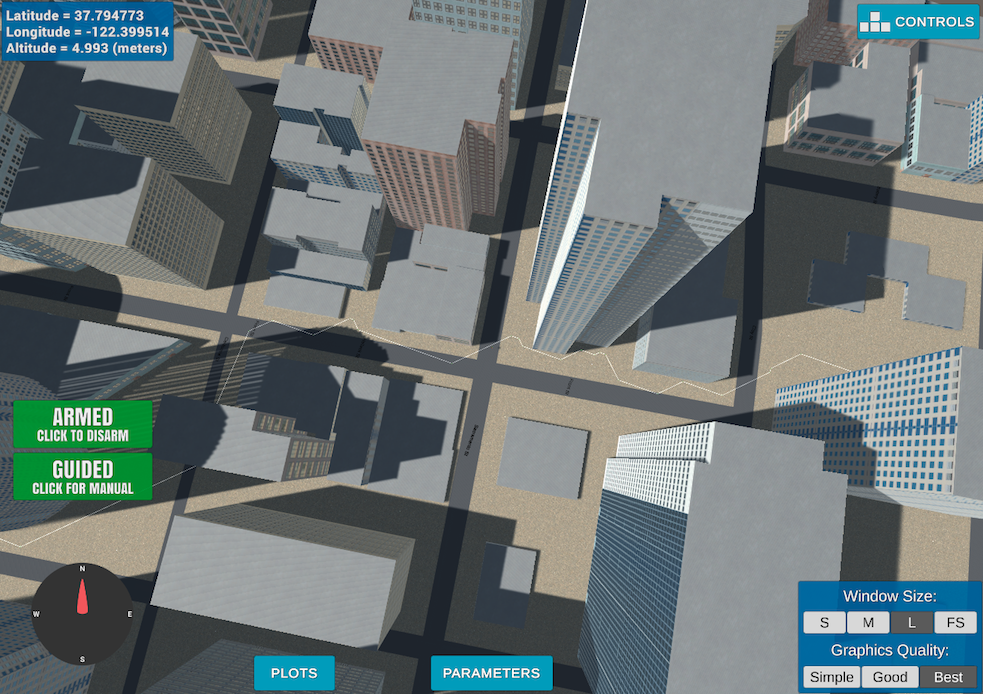 Latitude = 37.794773
Longitude = -122.399514
Altitude = 4.993 (meters)
CONTROLS
ARMED
CLICK TO DISARM
GUIDED
CLICK FOR MANUAL
N
W
E
S
PLOTS
PARAMETERS
Window Size:
S
M
L
FS
Graphics Quality:
Simple
Good
Best